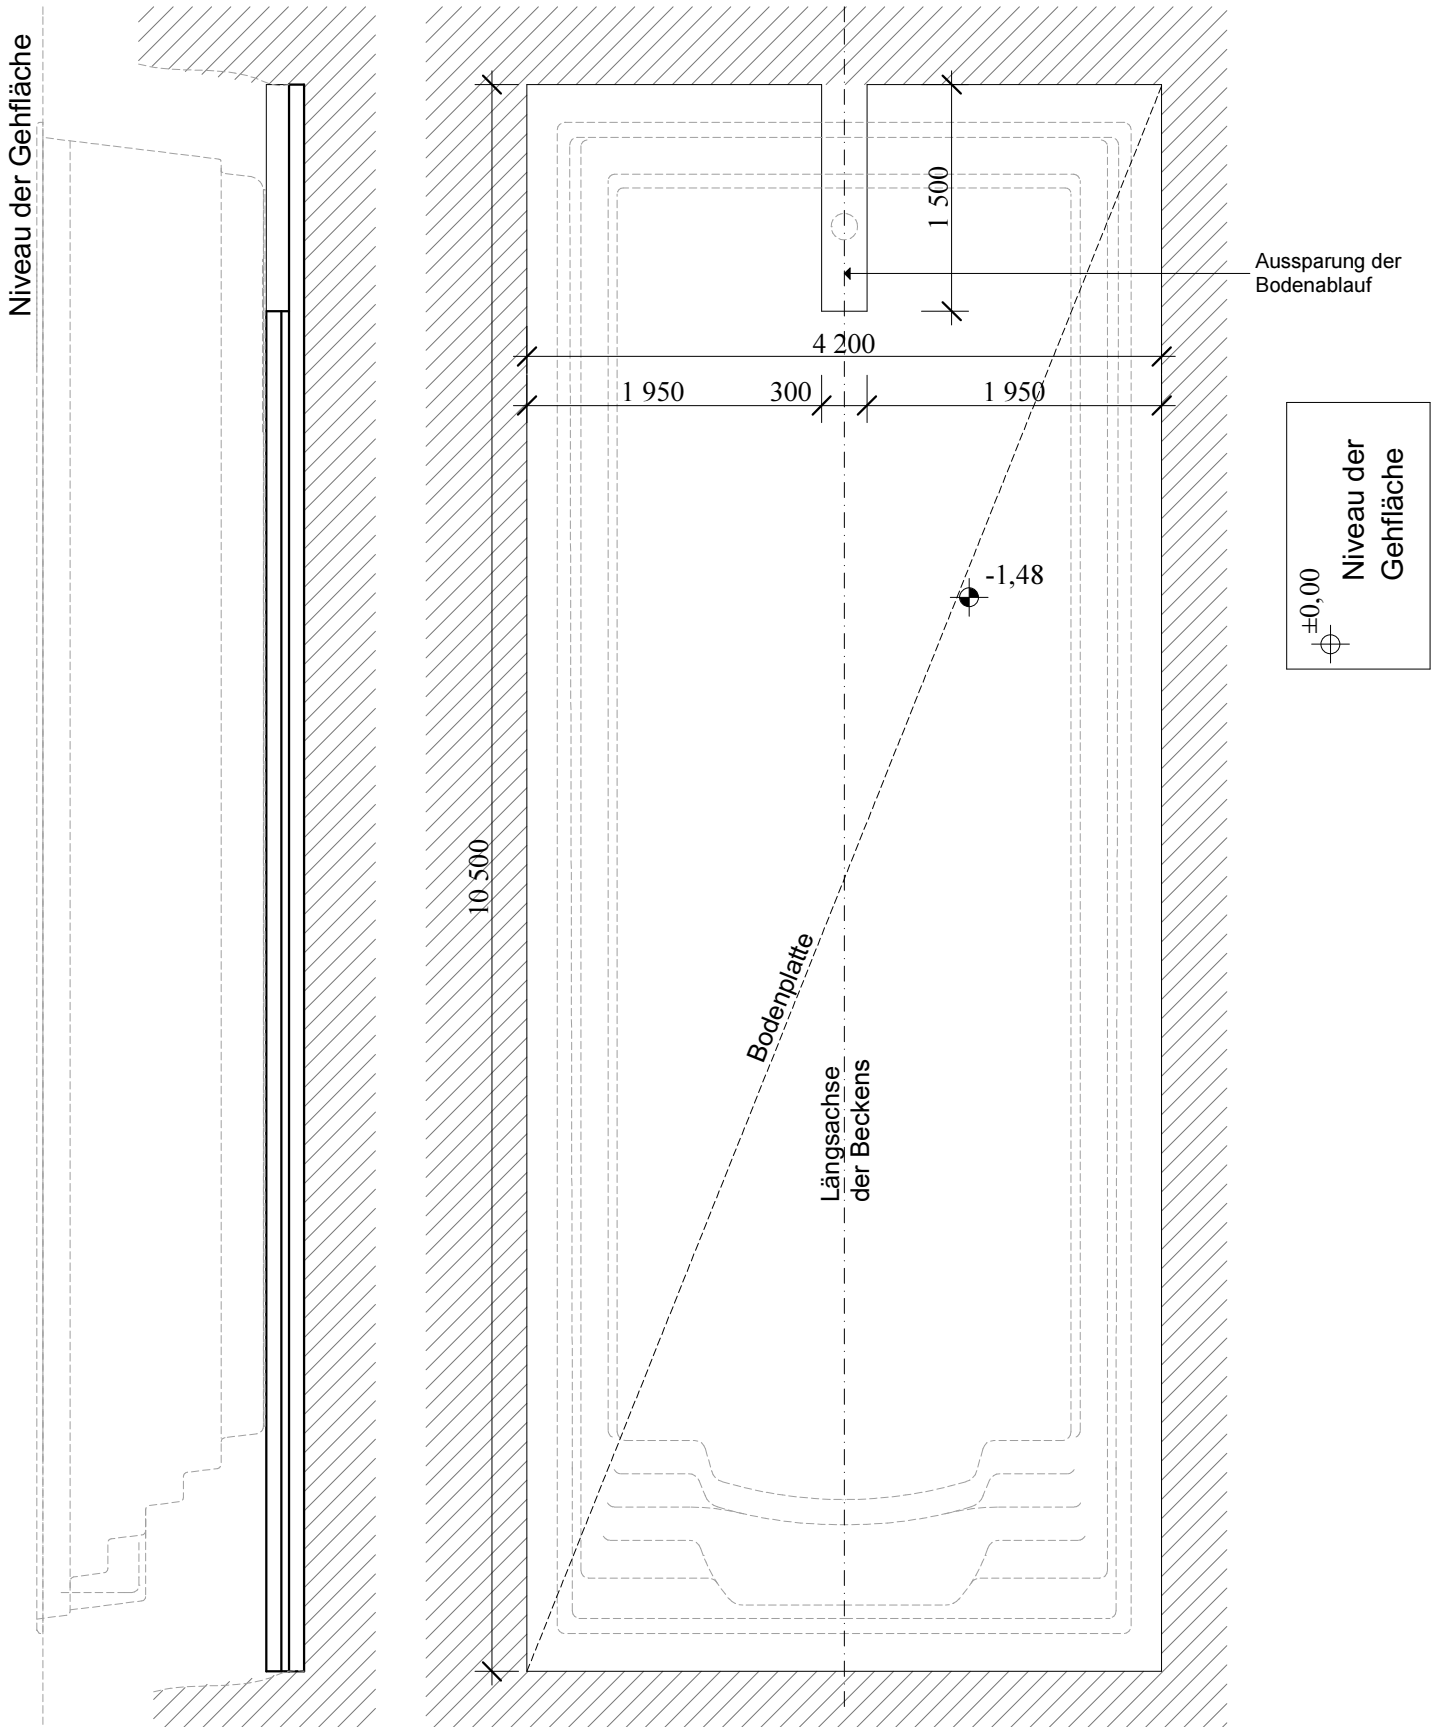 Niveau der Gehfläche
1 500
Aussparung der
Bodenablauf
4 200
1 950
300
1 950
Niveau der
Gehfläche
±0,00
-1,48
10 500
Bodenplatte
Längsachse
der Beckens